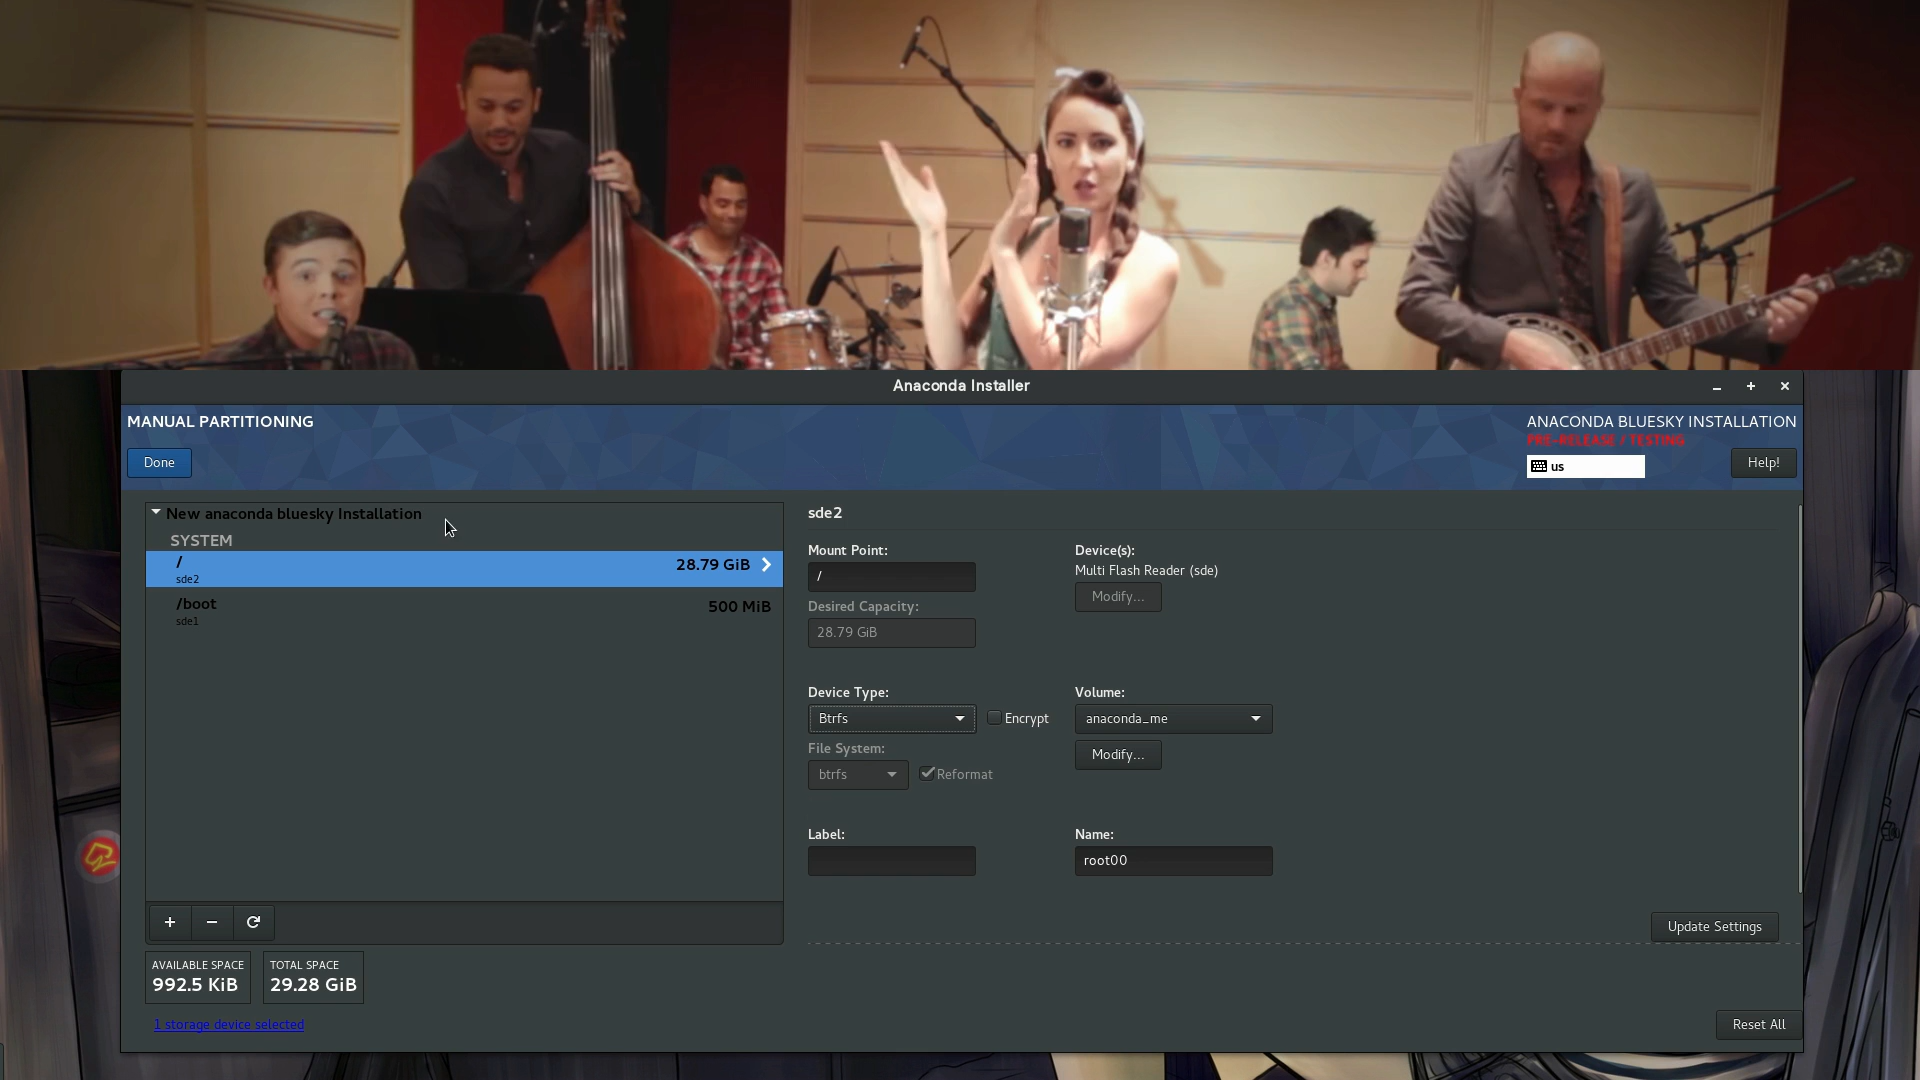 Anaconda Installer
MANUAL PARTITIONING
ANACONDA BLUESKY INSTALLATION
PRE-RELEASE / TESTING
Done
us
Help!
New anaconda bluesky Installation
SYSTEM
/
28.79 GiB
sde2
/boot
500 MiB
sde1
sde2
Mount Point:
Device(s):
/
Multi Flash Reader (sde)
Modify...
Desired Capacity:
28.79 GiB
Device Type:
Volume:
Btrfs
Encrypt
anaconda_me
Modify...
File System:
btrfs
Reformat
Label:
Name:
root00
Update Settings
AVAILABLE SPACE
992.5 KiB
TOTAL SPACE
29.28 GiB
1 storage device selected
Reset All